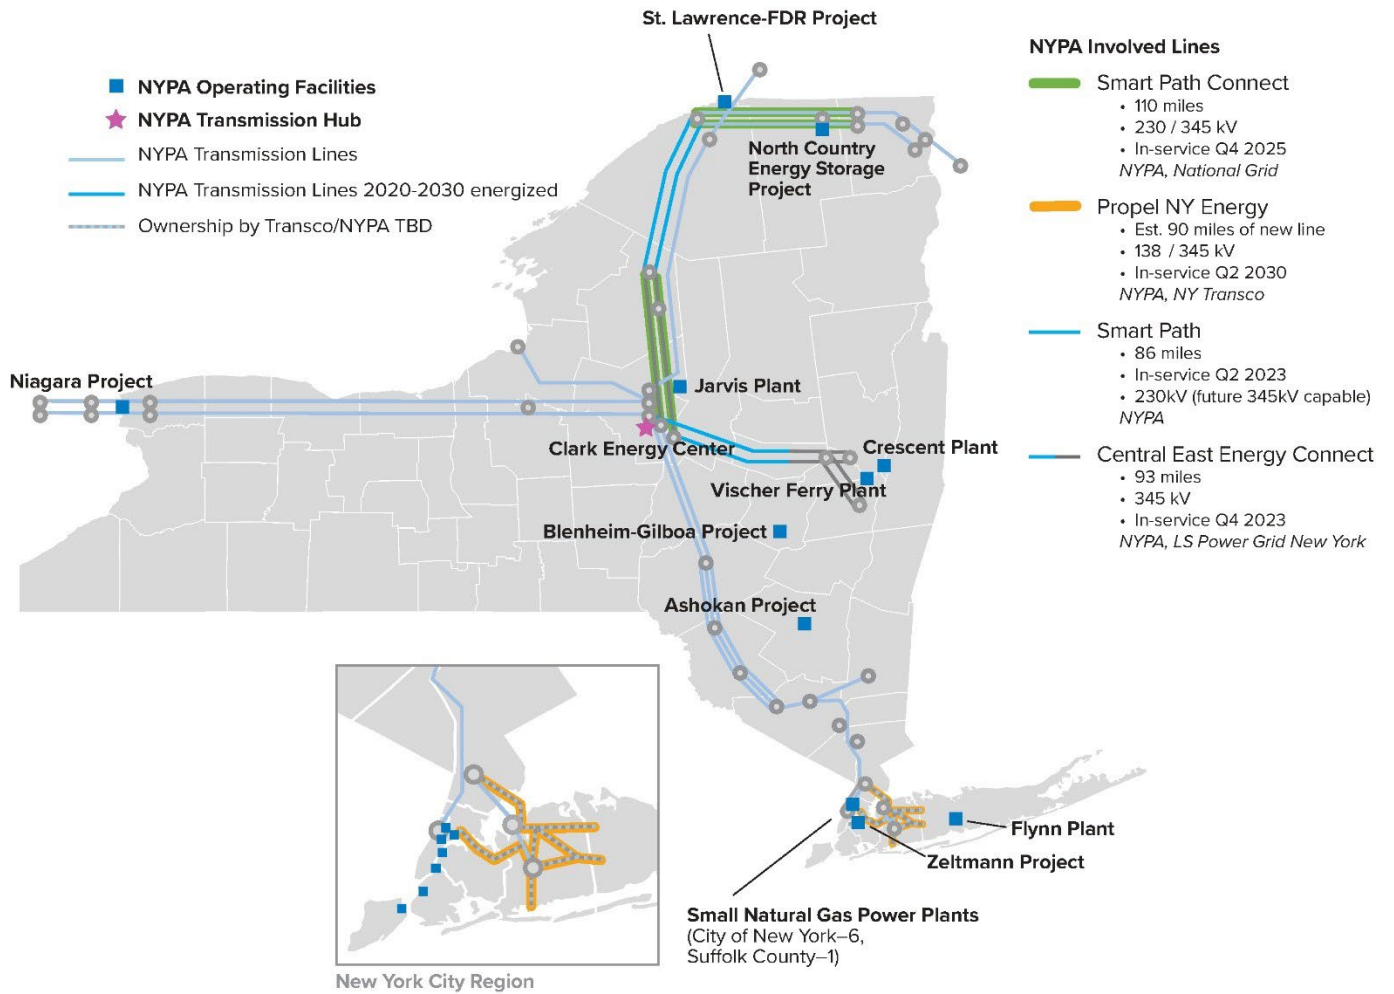 St. Lawrence-FDR Project
NYPA Operating Facilities
NYPA Transmission Hub
NYPA Transmission Lines
NYPA Transmission Lines 2020-2030 energized
Ownership by Transco/NYPA TBD
North Country
Energy Storage
Project
Niagara Project
Jarvis Plant
Clark Energy Center
Crescent Plant
Vischer Ferry Plant
Blenheim-Gilboa Project
Ashokan Project
Flynn Plant
Zeltmann Project
Small Natural Gas Power Plants
(City of New York–6,
Suffolk County–1)
New York City Region
NYPA Involved Lines
Smart Path Connect
• 110 miles
• 230 / 345 kV
• In-service Q4 2025
NYPA, National Grid
Propel NY Energy
• Est. 90 miles of new line
• 138 / 345 kV
• In-service Q2 2030
NYPA, NY Transco
Smart Path
• 86 miles
• In-service Q2 2023
• 230kV (future 345kV capable)
NYPA
Central East Energy Connect
• 93 miles
• 345 kV
• In-service Q4 2023
NYPA, LS Power Grid New York